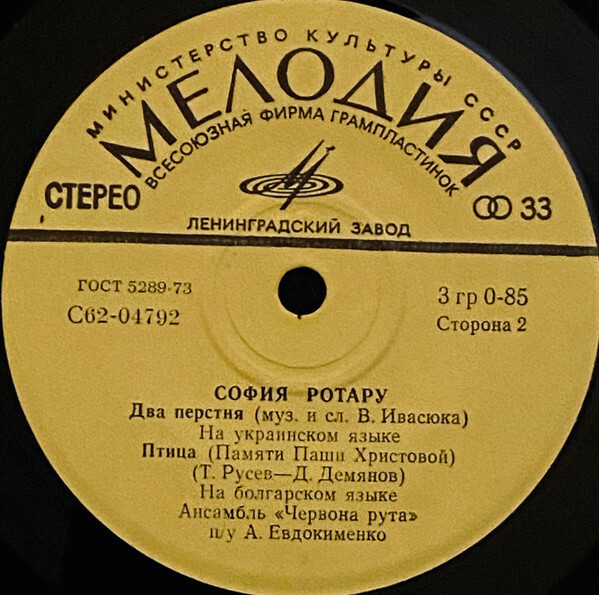 МИНИСТЕРСТВО КУЛЬТУРЫ СССР
МЕЛОДИЯ
ВСЕСОЮЗНАЯ ФИРМА ГРАМПЛАСТИНОК
СТЕРЕО
33
ЛЕНИНГРАДСКИЙ ЗАВОД
ГОСТ 5289-73
С62-04792
3 гр 0-85
Сторона 2
СОФИЯ РОТАРУ
Два перстня (муз. и сл. В. Ивасюка)
На украинском языке
Птица (Памяти Паши Христовой)
(Т. Русев—Д. Демянов)
На болгарском языке
Ансамбль «Червона рута»
п/у А. Евдокименко